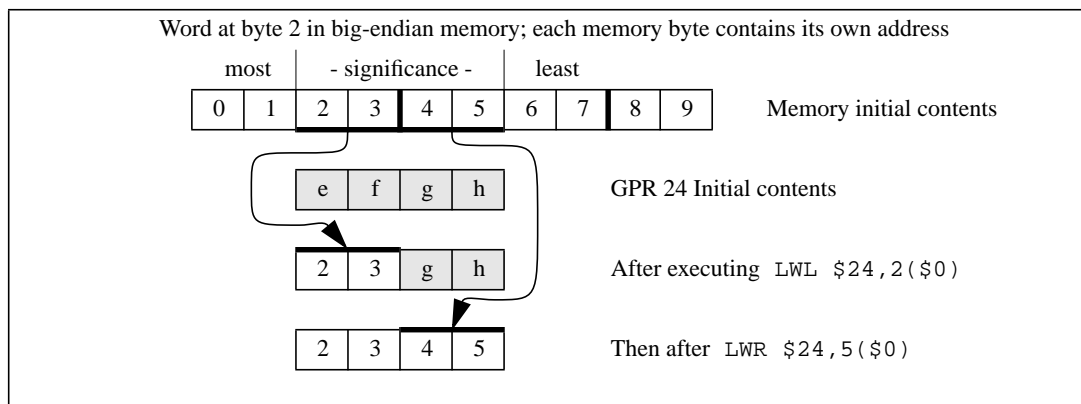 Word at byte 2 in big-endian memory; each memory byte contains its own address
most - significance - least
0 1 2 3 4 5 6 7 8 9 Memory initial contents
e f g h GPR 24 Initial contents
2 3 g h After executing LWL $24,2($0)
2 3 4 5 Then after LWR $24,5($0)